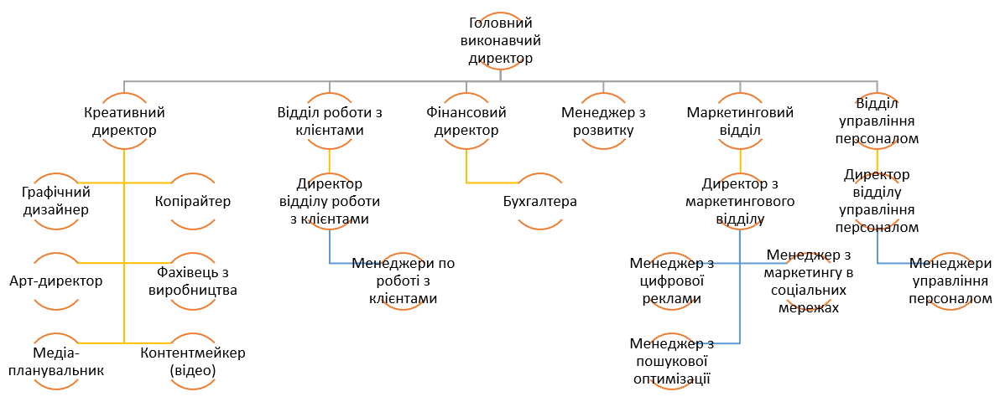 Головний
виконавчий
директор
Креативний
директор
Відділ роботи з
клієнтами
Фінансовий
директор
Менеджер з
розвитку
Маркетинговий
відділ
Відділ
управління
персоналом
Графічний
дизайнер
Копірайтер
Директор
відділу роботи
з клієнтами
Бухгалтера
Директор з
маркетингового
відділу
Директор
відділу
управління
персоналом
Арт-директор
Фахівець з
виробництва
Менеджери по
роботі з
клієнтами
Менеджер з
цифрової
реклами
Менеджер з
маркетингу в
соціальних
мережах
Менеджери
управління
персоналом
Медіа-
планувальник
Контентмейкер
(відео)
Менеджер з
пошукової
оптимізації